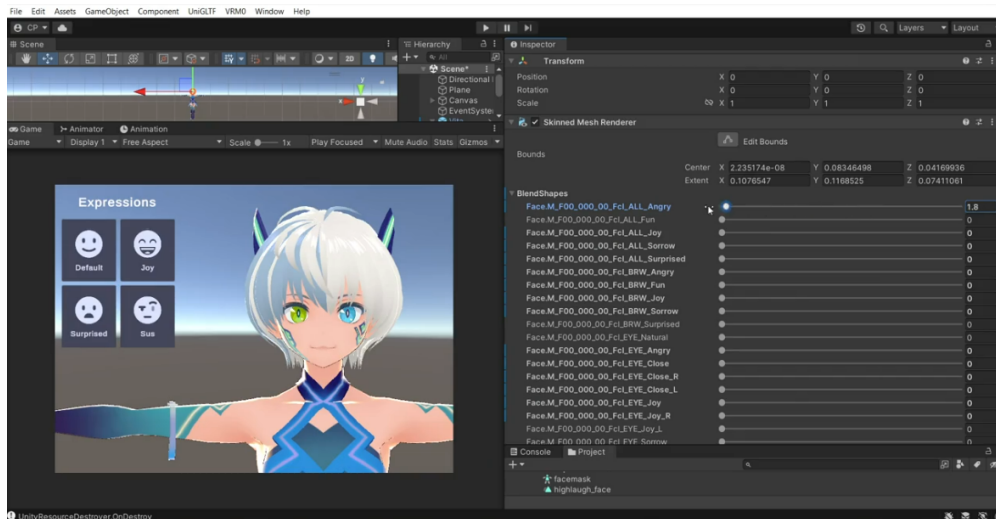 File Edit Assets GameObject Component UniGLTF VRM0 Window Help
CP
Layers
Layout
Scene
Hierarchy
Inspector
2D
All
Scene*
Directional
Plane
Canvas
EventSyste
Transform
Position X 0 Y 0 Z 0
Rotation X 0 Y 0 Z 0
Scale X 1 Y 1 Z 1
Game Animator Animation
Game Display 1 Free Aspect Scale 1x Play Focused Mute Audio Stats Gizmos
Skinned Mesh Renderer
Edit Bounds
Bounds
Center X 2.235174e-08 Y 0.08346498 Z 0.04169936
Extent X 0.1076547 Y 0.1168525 Z 0.07411061
BlendShapes
Face.M_F00_000_00_Fcl_ALL_Angry 1.8
Face.M_F00_000_00_Fcl_ALL_Fun 0
Face.M_F00_000_00_Fcl_ALL_Joy 0
Face.M_F00_000_00_Fcl_ALL_Sorrow 0
Face.M_F00_000_00_Fcl_ALL_Surprised 0
Face.M_F00_000_00_Fcl_BRW_Angry 0
Face.M_F00_000_00_Fcl_BRW_Fun 0
Face.M_F00_000_00_Fcl_BRW_Joy 0
Face.M_F00_000_00_Fcl_BRW_Sorrow 0
Face.M_F00_000_00_Fcl_BRW_Surprised 0
Face.M_F00_000_00_Fcl_EYE_Natural 0
Face.M_F00_000_00_Fcl_EYE_Angry 0
Face.M_F00_000_00_Fcl_EYE_Close 0
Face.M_F00_000_00_Fcl_EYE_Close_R 0
Face.M_F00_000_00_Fcl_EYE_Close_L 0
Face.M_F00_000_00_Fcl_EYE_Joy 0
Face.M_F00_000_00_Fcl_EYE_Joy_R 0
Face.M_F00_000_00_Fcl_EYE_Joy_L 0
Face.M_F00_000_00_Fcl_EYE_Sorrow 0
Expressions
Default Joy
Surprised Sus
Console Project
facemask
highlaugh_face
UnityResourceDestroyer.OnDestroy